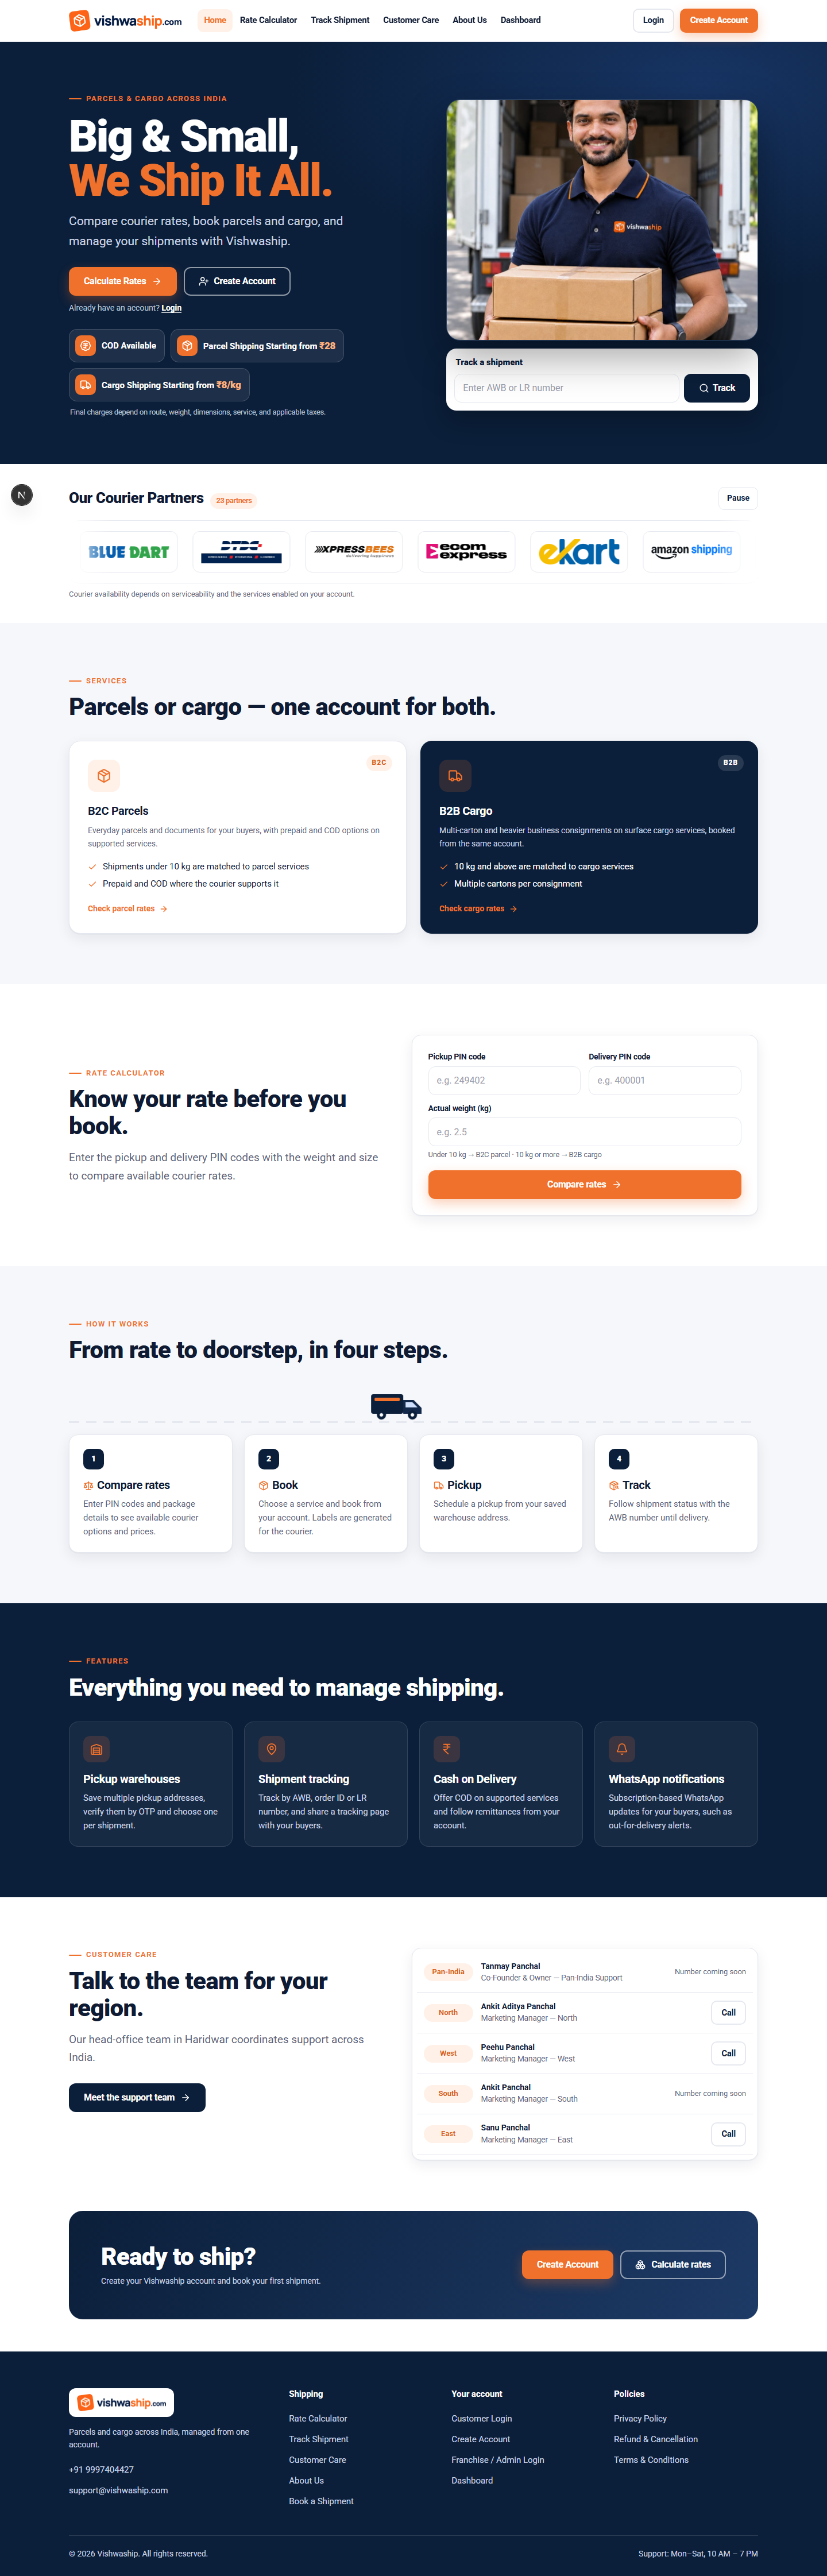 vishwaship.com
Home
Rate Calculator
Track Shipment
Customer Care
About Us
Dashboard
Login
Create Account
PARCELS & CARGO ACROSS INDIA
Big & Small,
We Ship It All.
Compare courier rates, book parcels and cargo, and
manage your shipments with Vishwaship.
Calculate Rates
Create Account
Already have an account? Login
COD Available
Parcel Shipping Starting from ₹28
Cargo Shipping Starting from ₹8/kg
Final charges depend on route, weight, dimensions, service, and applicable taxes.
vishwaship
Track a shipment
Enter AWB or LR number
Track
N
Our Courier Partners
23 partners
Pause
BLUE DART
DTDC
XPRESSBEES
ecom
express
ekart
amazon shipping
Courier availability depends on serviceability and the services enabled on your account.
SERVICES
Parcels or cargo — one account for both.
B2C
B2C Parcels
Everyday parcels and documents for your buyers, with prepaid and COD options on
supported services.
Shipments under 10 kg are matched to parcel services
Prepaid and COD where the courier supports it
Check parcel rates
B2B
B2B Cargo
Multi-carton and heavier business consignments on surface cargo services, booked
from the same account.
10 kg and above are matched to cargo services
Multiple cartons per consignment
Check cargo rates
RATE CALCULATOR
Know your rate before you
book.
Enter the pickup and delivery PIN codes with the weight and size
to compare available courier rates.
Pickup PIN code
Delivery PIN code
e.g. 249402
e.g. 400001
Actual weight (kg)
e.g. 2.5
Under 10 kg → B2C parcel · 10 kg or more → B2B cargo
Compare rates
HOW IT WORKS
From rate to doorstep, in four steps.
1
Compare rates
Enter PIN codes and package
details to see available courier
options and prices.
2
Book
Choose a service and book from
your account. Labels are generated
for the courier.
3
Pickup
Schedule a pickup from your saved
warehouse address.
4
Track
Follow shipment status with the
AWB number until delivery.
FEATURES
Everything you need to manage shipping.
Pickup warehouses
Save multiple pickup addresses,
verify them by OTP and choose one
per shipment.
Shipment tracking
Track by AWB, order ID or LR
number, and share a tracking page
with your buyers.
Cash on Delivery
Offer COD on supported services
and follow remittances from your
account.
WhatsApp notifications
Subscription-based WhatsApp
updates for your buyers, such as
out-for-delivery alerts.
CUSTOMER CARE
Talk to the team for your
region.
Our head-office team in Haridwar coordinates support across
India.
Meet the support team
Pan-India
Tanmay Panchal
Co-Founder & Owner — Pan-India Support
Number coming soon
North
Ankit Aditya Panchal
Marketing Manager — North
Call
West
Peehu Panchal
Marketing Manager — West
Call
South
Ankit Panchal
Marketing Manager — South
Number coming soon
East
Sanu Panchal
Marketing Manager — East
Call
Ready to ship?
Create your Vishwaship account and book your first shipment.
Create Account
Calculate rates
vishwaship.com
Parcels and cargo across India, managed from one
account.
+91 9997404427
support@vishwaship.com
Shipping
Rate Calculator
Track Shipment
Customer Care
About Us
Book a Shipment
Your account
Customer Login
Create Account
Franchise / Admin Login
Dashboard
Policies
Privacy Policy
Refund & Cancellation
Terms & Conditions
© 2026 Vishwaship. All rights reserved.
Support: Mon–Sat, 10 AM – 7 PM